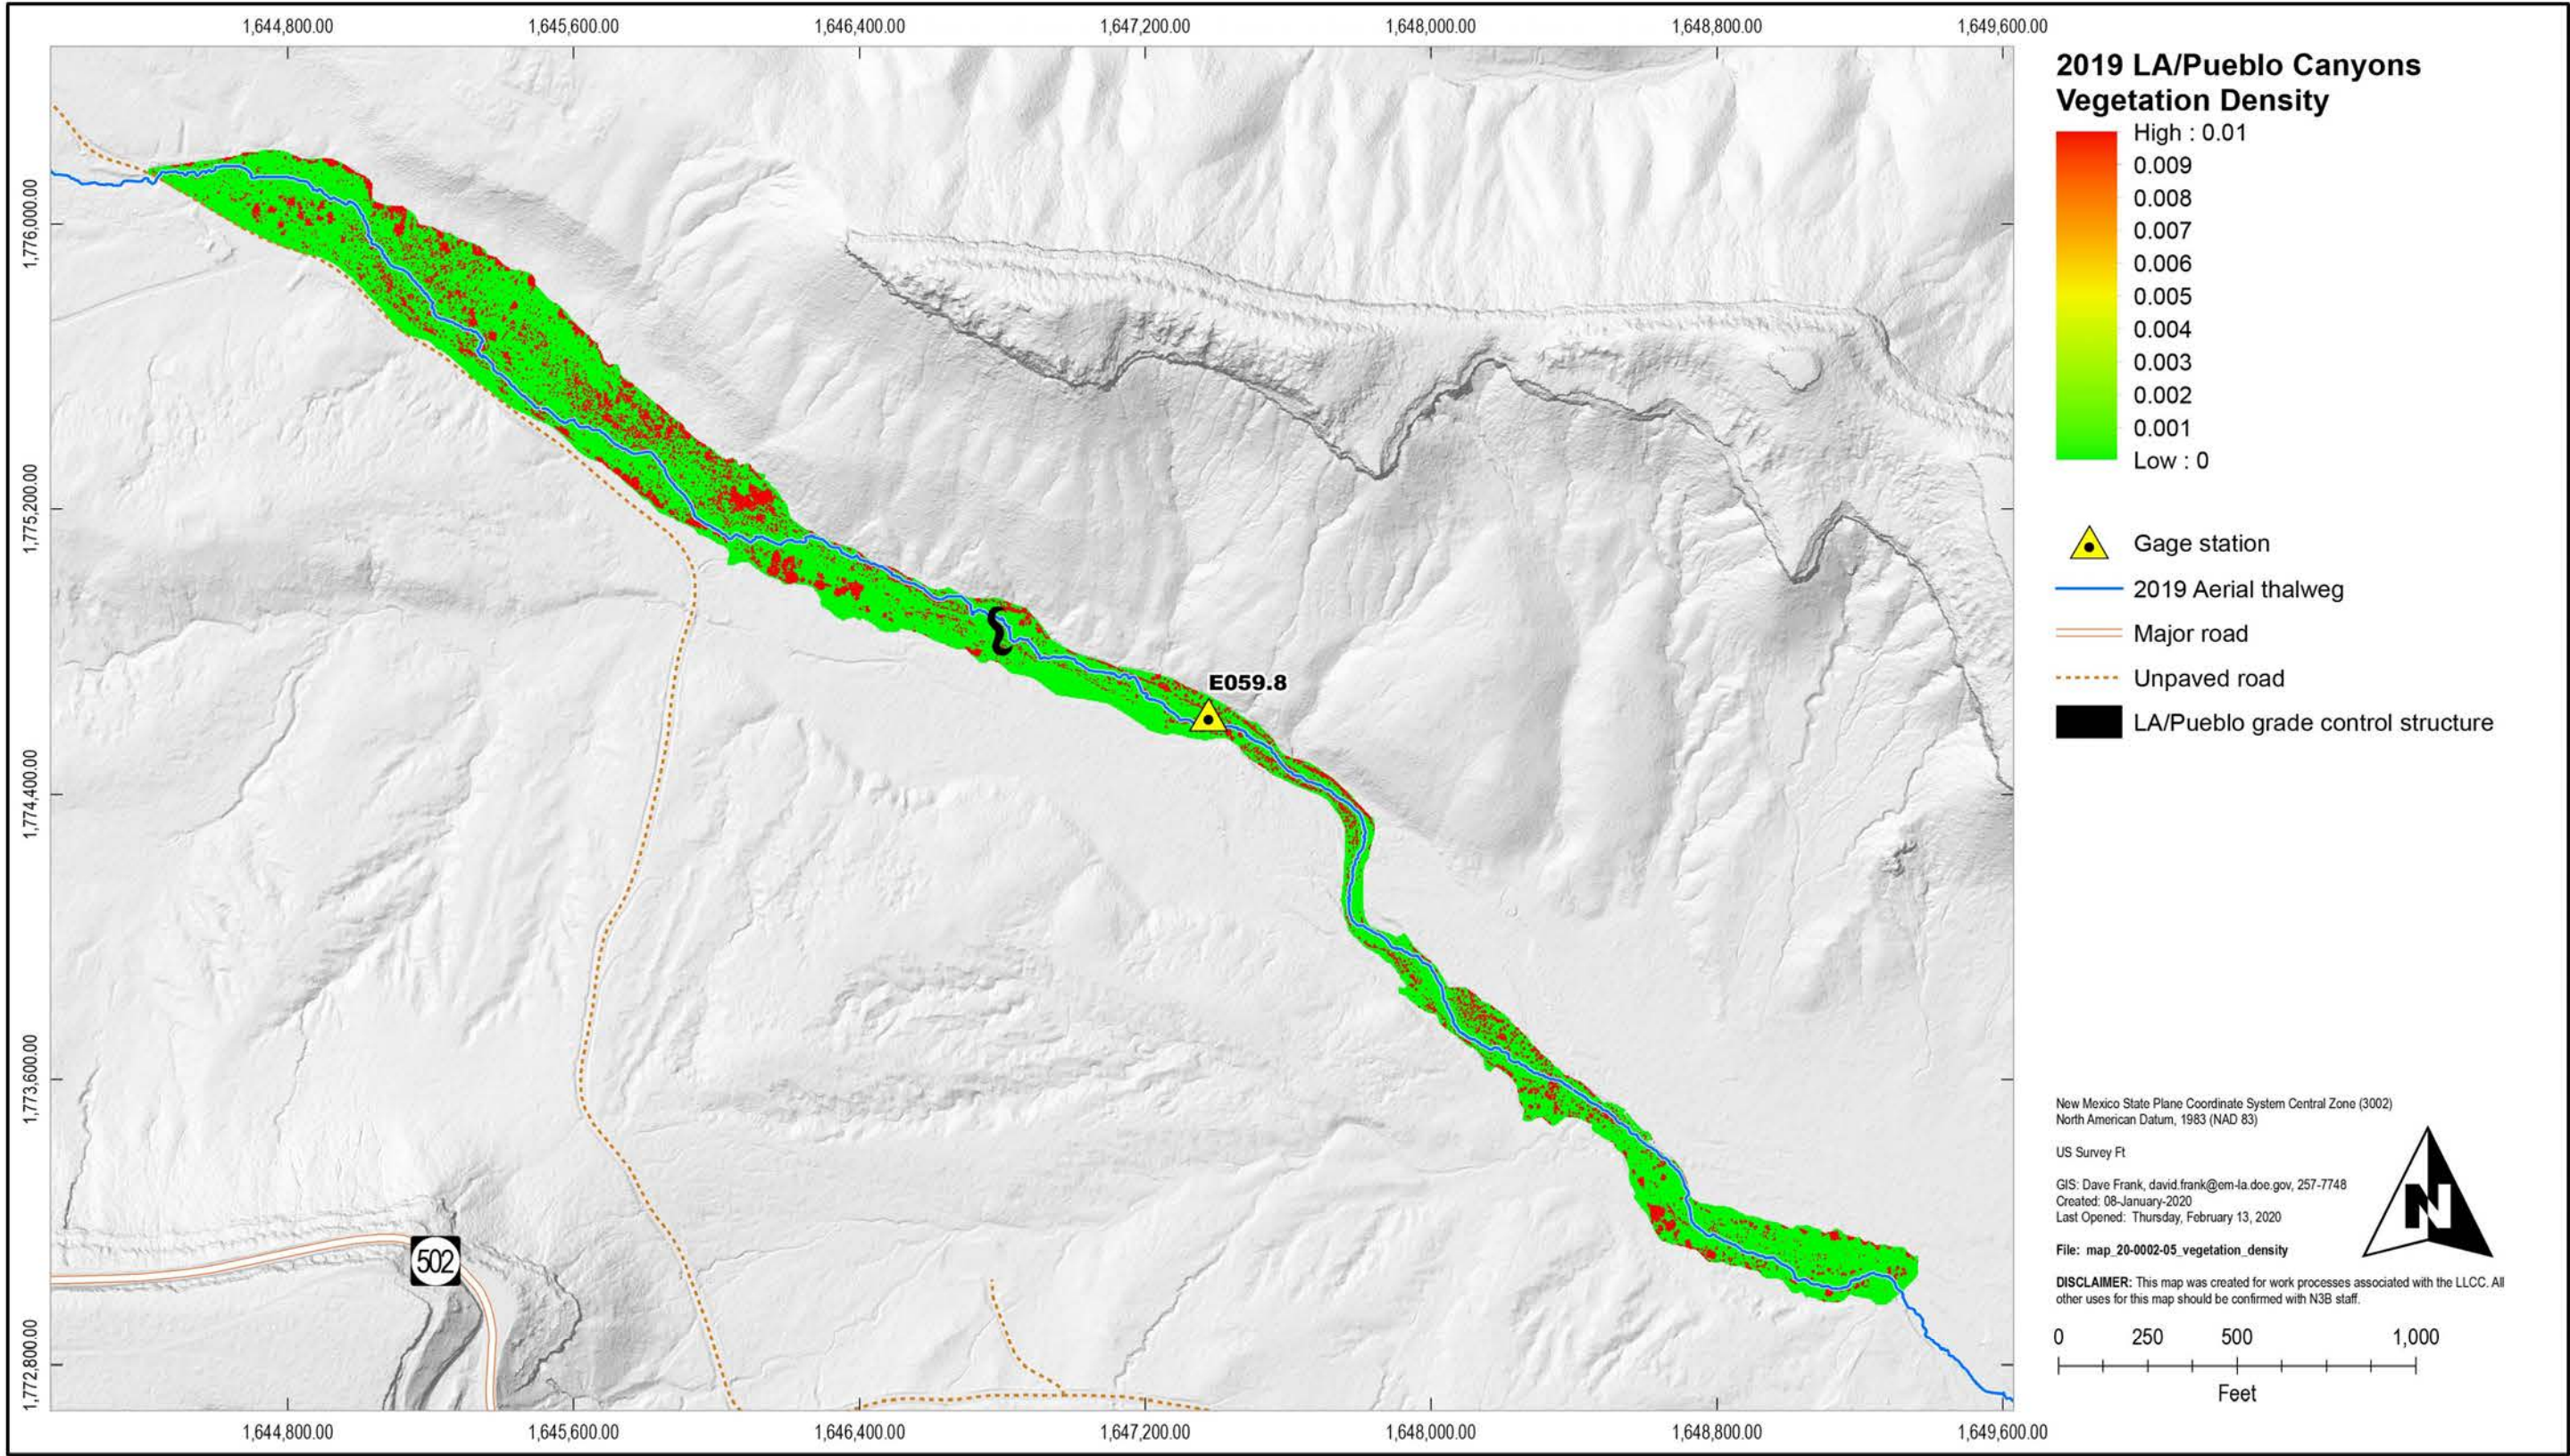 1,644,800.00 1,645,600.00 1,646,400.00 1,647,200.00 1,648,000.00 1,648,800.00 1,649,600.00
1,776,000.00
1,775,200.00
1,774,400.00
1,773,600.00
1,772,800.00
E059.8
502
1,644,800.00 1,645,600.00 1,646,400.00 1,647,200.00 1,648,000.00 1,648,800.00 1,649,600.00
2019 LA/Pueblo Canyons
Vegetation Density
High : 0.01
0.009
0.008
0.007
0.006
0.005
0.004
0.003
0.002
0.001
Low : 0
Gage station
2019 Aerial thalweg
Major road
Unpaved road
LA/Pueblo grade control structure
New Mexico State Plane Coordinate System Central Zone (3002)
North American Datum, 1983 (NAD 83)
US Survey Ft
GIS: Dave Frank, david.frank@em-la.doe.gov, 257-7748
Created: 08-January-2020
Last Opened: Thursday, February 13, 2020
File: map_20-0002-05_vegetation_density
N
DISCLAIMER: This map was created for work processes associated with the LLCC. All
other uses for this map should be confirmed with N3B staff.
0 250 500 1,000
Feet